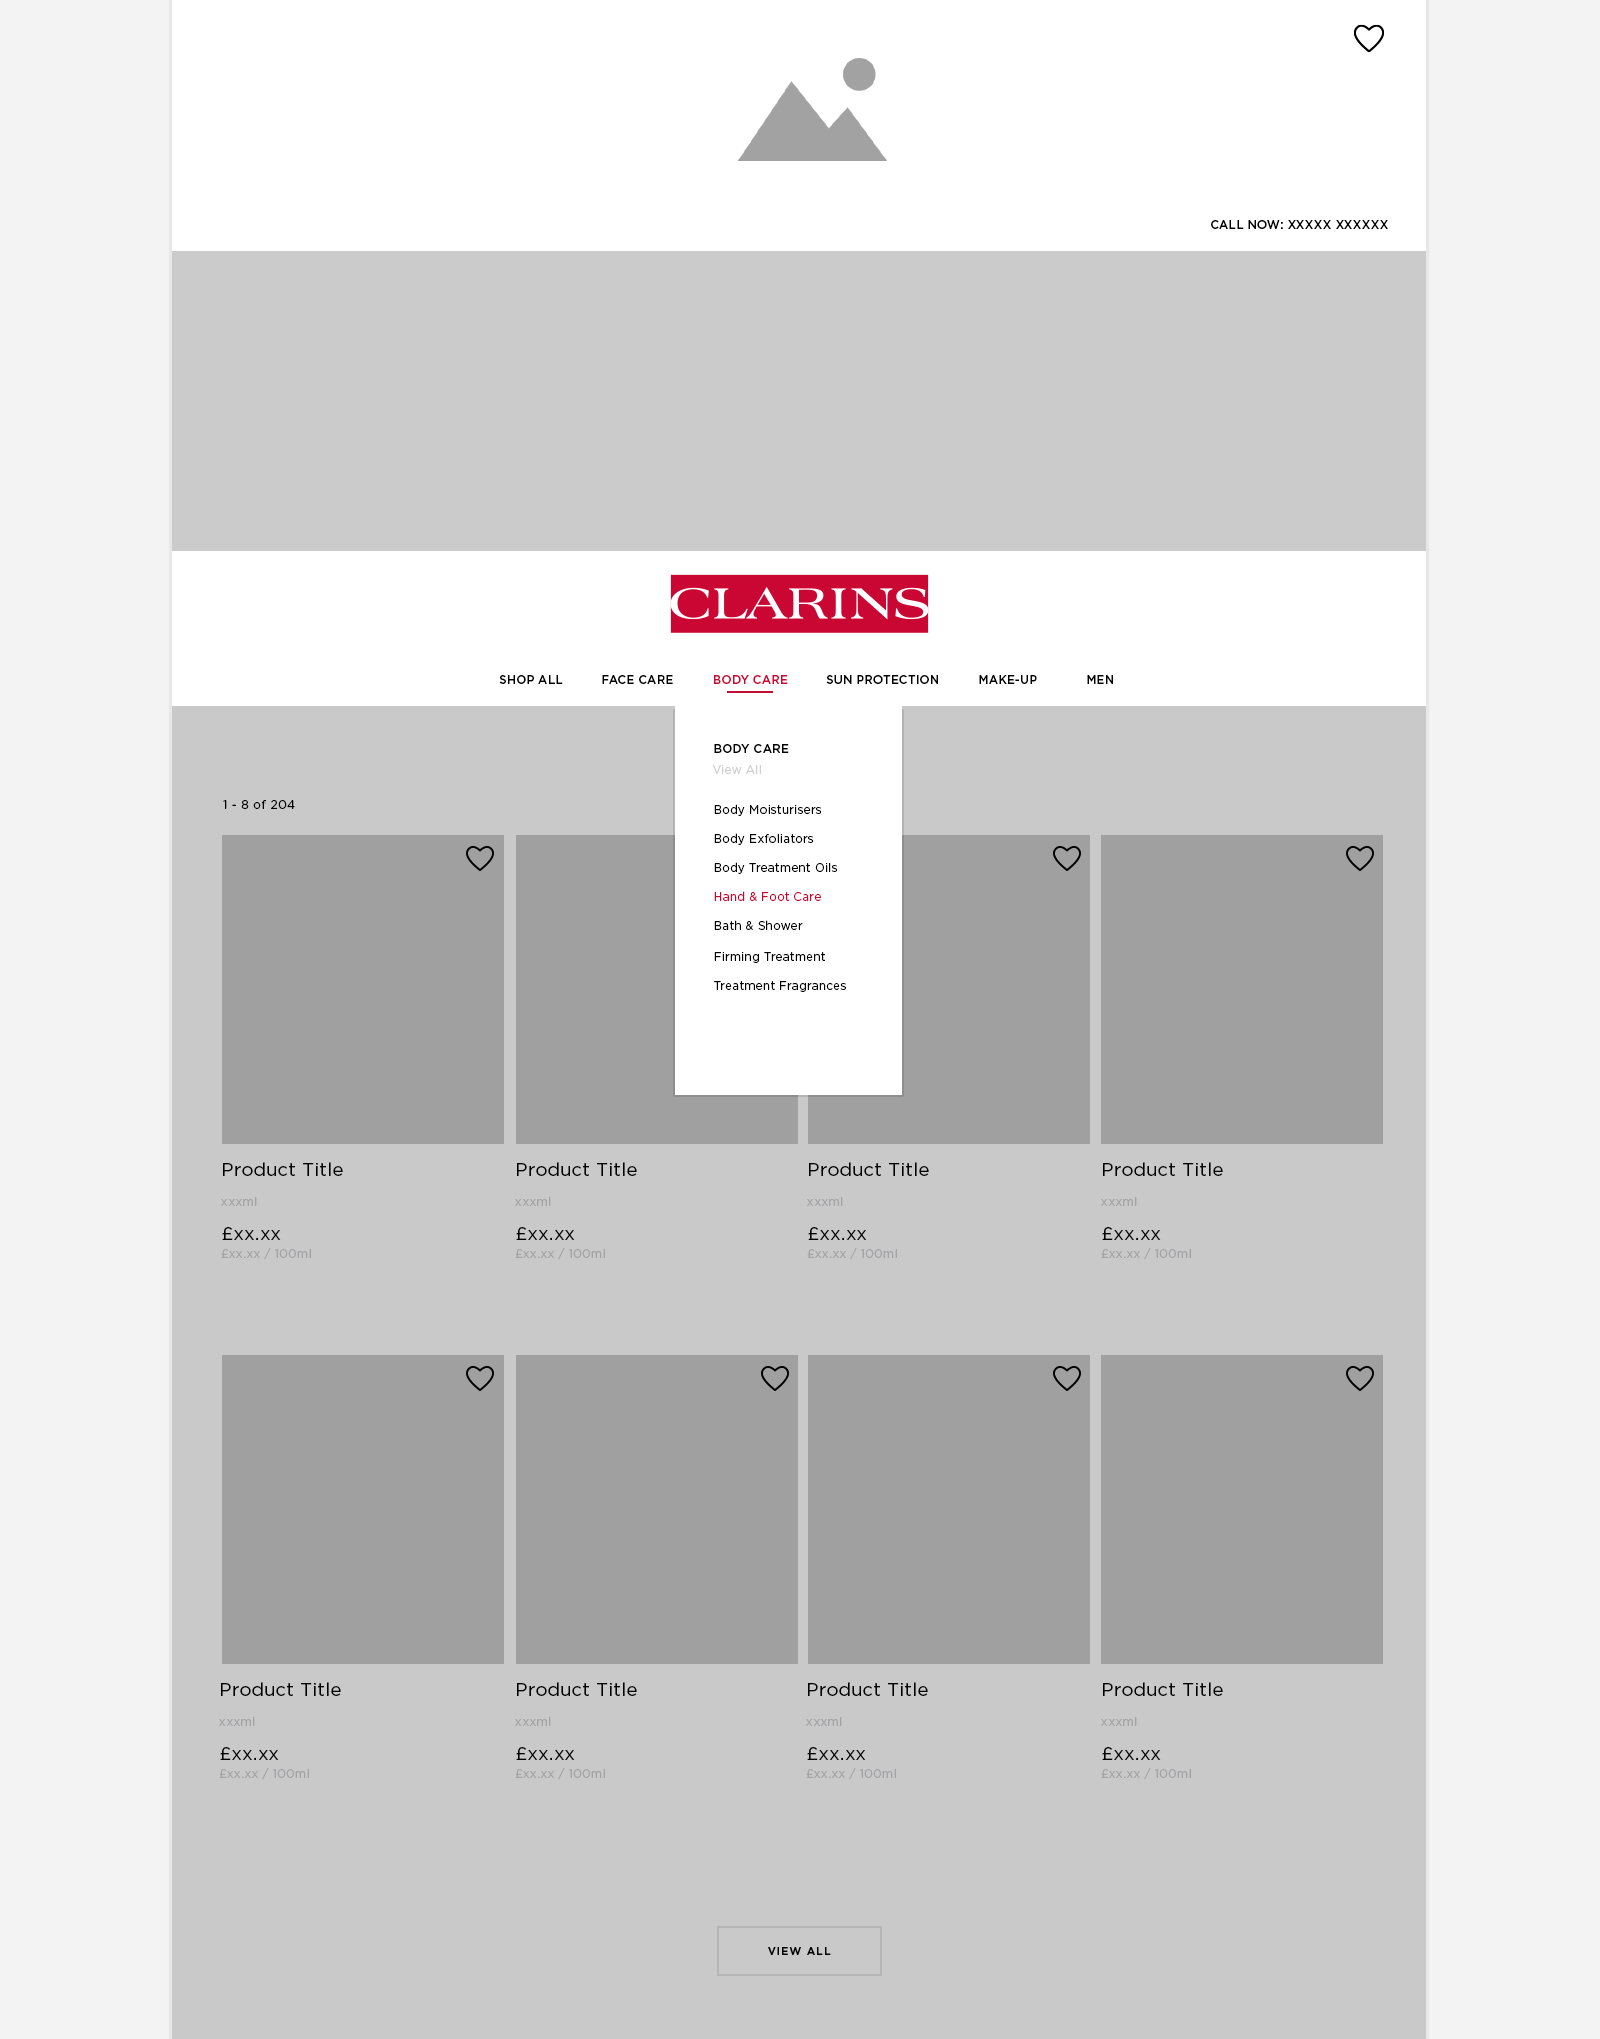 CALL NOW: XXXXX XXXXXX
CLARINS
SHOP ALL FACE CARE BODY CARE SUN PROTECTION MAKE-UP MEN
BODY CARE
View All
Body Moisturisers
Body Exfoliators
Body Treatment Oils
Hand & Foot Care
Bath & Shower
Firming Treatment
Treatment Fragrances
1 - 8 of 204
Product Title Product Title Product Title Product Title
xxxml xxxml xxxml xxxml
£xx.xx £xx.xx £xx.xx £xx.xx
£xx.xx / 100ml £xx.xx / 100ml £xx.xx / 100ml £xx.xx / 100ml
Product Title Product Title Product Title Product Title
xxxml xxxml xxxml xxxml
£xx.xx £xx.xx £xx.xx £xx.xx
£xx.xx / 100ml £xx.xx / 100ml £xx.xx / 100ml £xx.xx / 100ml
VIEW ALL